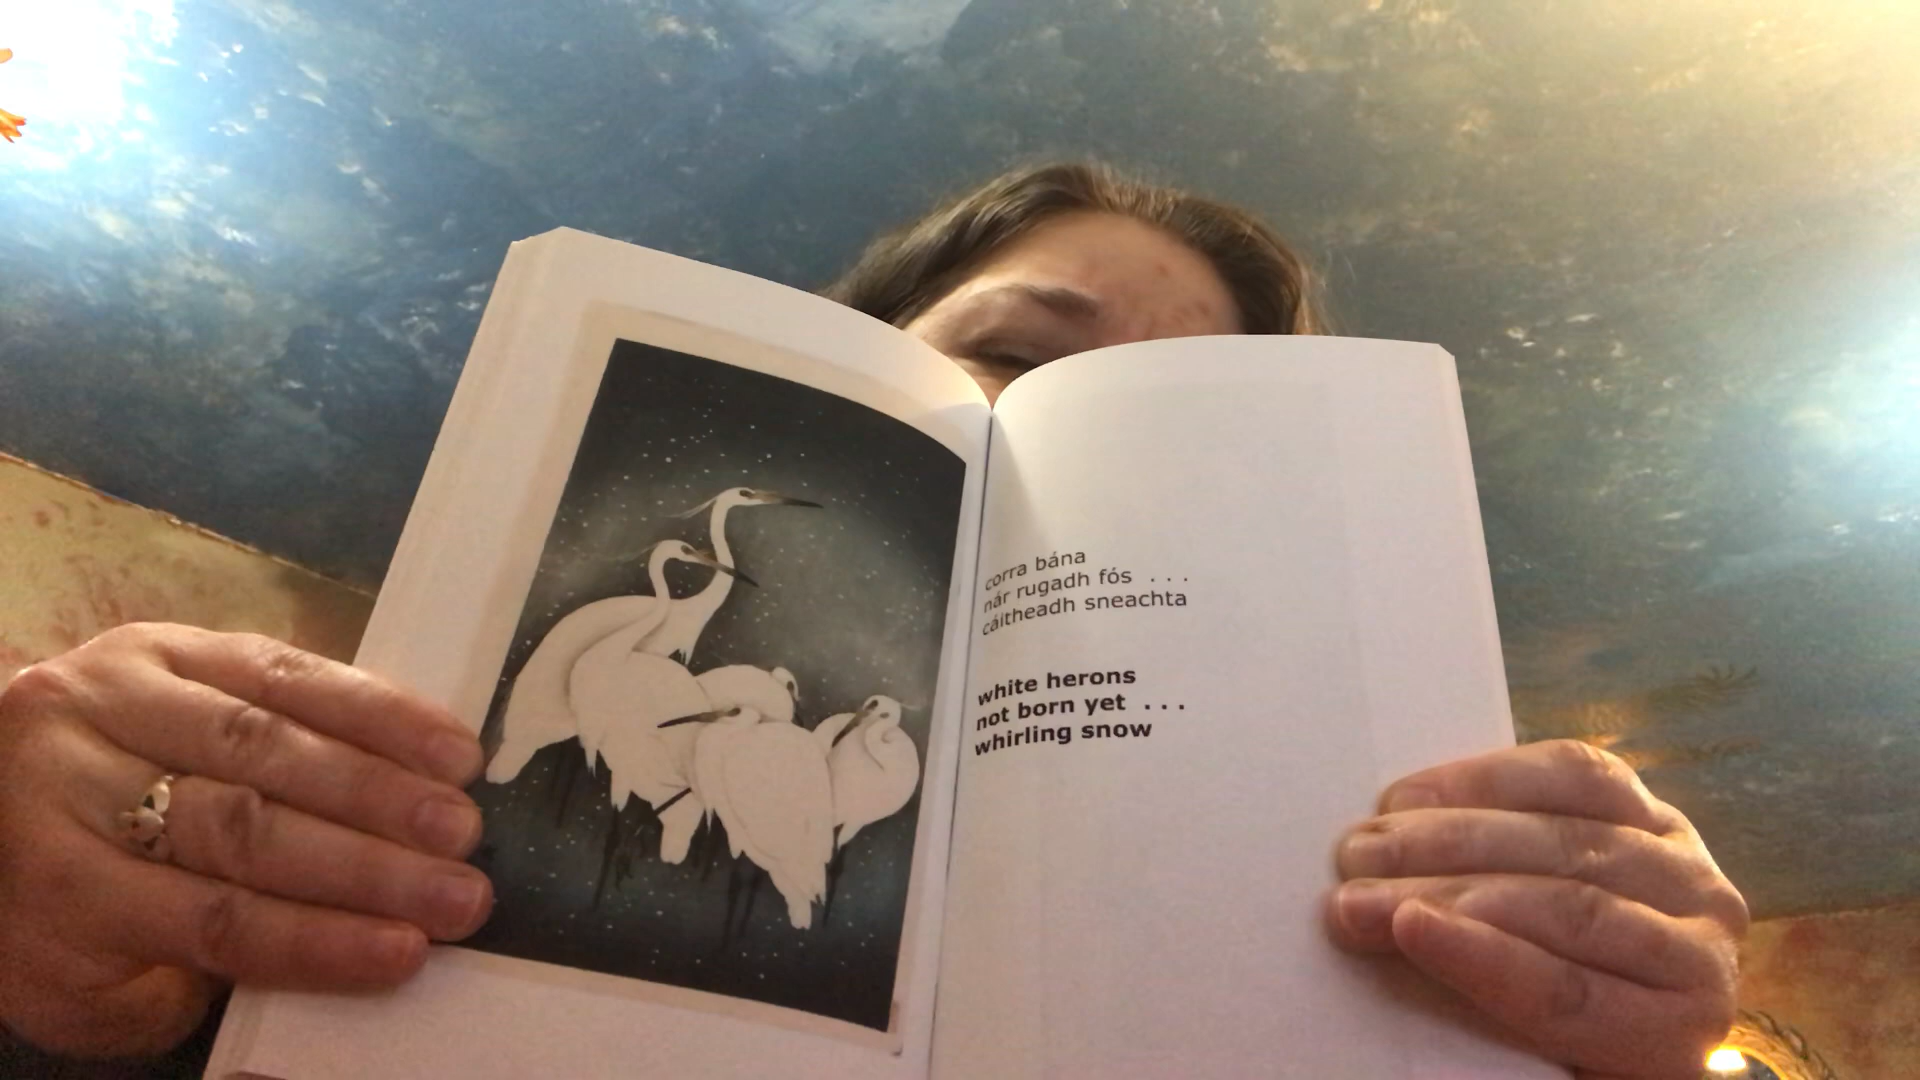 corra bána
nár rugadh fós . . .
cáitheadh sneachta
white herons
not born yet . . .
whirling snow